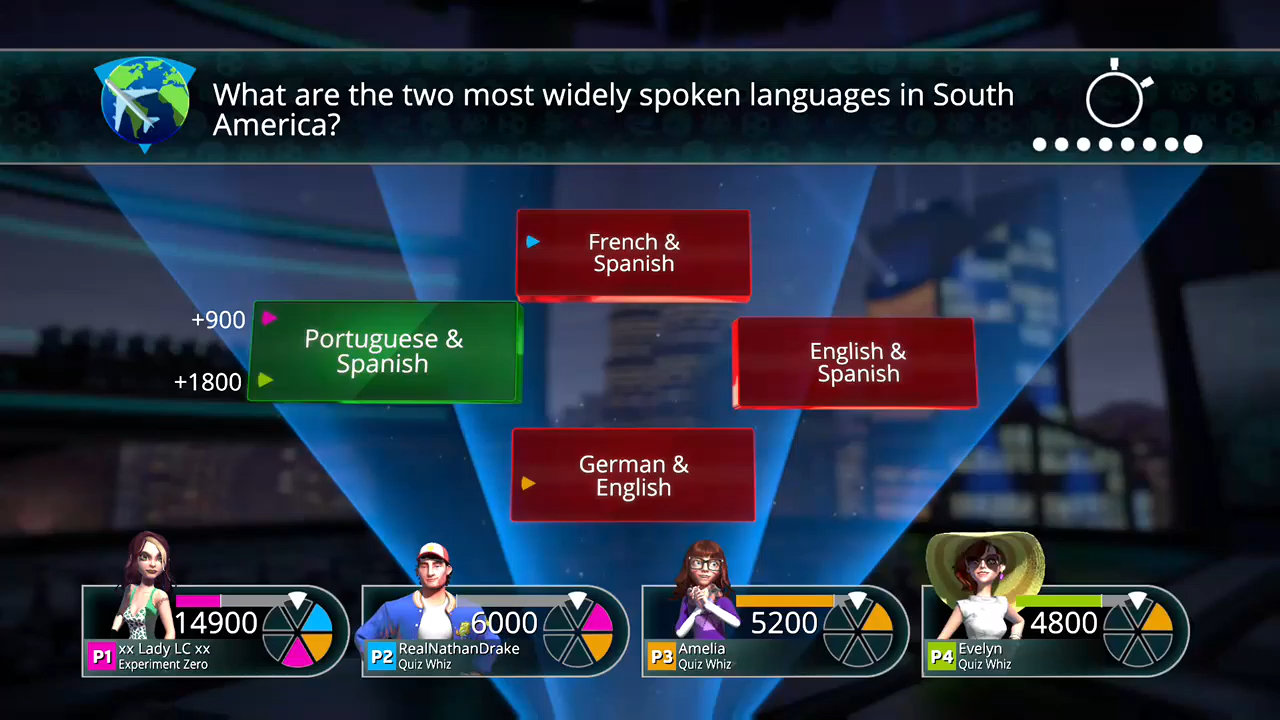 What are the two most widely spoken languages in South
America?
French &
Spanish
+900
Portuguese &
Spanish
+1800
English &
Spanish
German &
English
14900
P1
xx Lady LC xx
Experiment Zero
6000
P2
RealNathanDrake
Quiz Whiz
5200
P3
Amelia
Quiz Whiz
4800
P4
Evelyn
Quiz Whiz